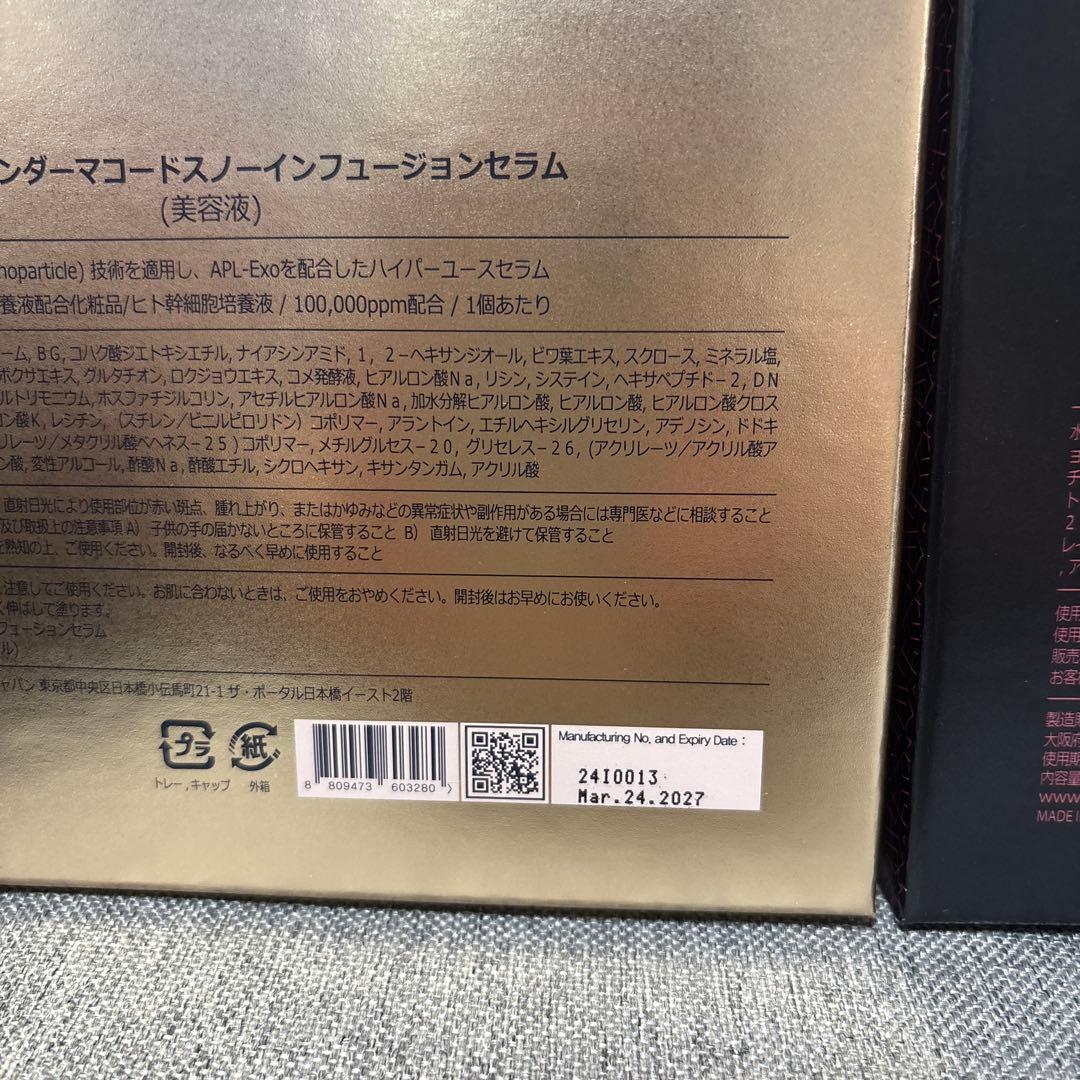 ンダーマコードスノーインフュージョンセラム
(美容液)
noparticle) 技術を適用し、APL-Exoを配合したハイパーユースセラム
養液配合化粧品/ヒト幹細胞培養液 / 100,000ppm配合 / 1個あたり
ーム, BG, コハク酸ジエトキシエチル, ナイアシンアミド, 1, 2-ヘキサンジオール, ビワ葉エキス, スクロース, ミネラル塩,
ボクサエキス, グルタチオン, ロクジョウエキス, コメ発酵液, ヒアルロン酸Na, リシン, システイン, ヘキサペプチド-2, DN
ルトリモニウム, ホスファチジルコリン, アセチルヒアルロン酸Na, 加水分解ヒアルロン酸, ヒアルロン酸, ヒアルロン酸クロス
ン酸K, レシチン, (スチレン/ビニルピロリドン) コポリマー, アラントイン, エチルヘキシルグリセリン, アデノシン, ドドキ
リレーツ/メタクリル酸ベヘネス-25) コポリマー, メチルグルセス-20, グリセレス-26, (アクリレーツ/アクリル酸ア
ン酸, 変性アルコール, 酢酸Na, 酢酸エチル, シクロヘキサン, キサンタンガム, アクリル酸
直射日光により使用部位が赤い斑点、腫れ上がり、またはかゆみなどの異常症状や副作用がある場合には専門医などに相談すること
及び取扱上の注意事項 A) 子供の手の届かないところに保管すること B) 直射日光を避けて保管すること
を熟知の上、ご使用ください。開封後、なるべく早めに使用すること
注意してご使用ください。お肌に合わないときは、ご使用をおやめください。開封後はお早めにお使いください。
く伸ばして塗ります。
フュージョンセラム
ル)
ャパン 東京都中央区日本橋小伝馬町21-1 ザ・ポータル日本橋イースト2階
プラ
紙
トレー,キャップ
外箱
8 809473 603280 >
Manufacturing No, and Expiry Date :
24I0013
Mar.24.2027
水
ヨ
チ
ト
2
レー
, ア
使用
使用
販売
お客
製造
大阪府
使用期
内容量
www
MADE I